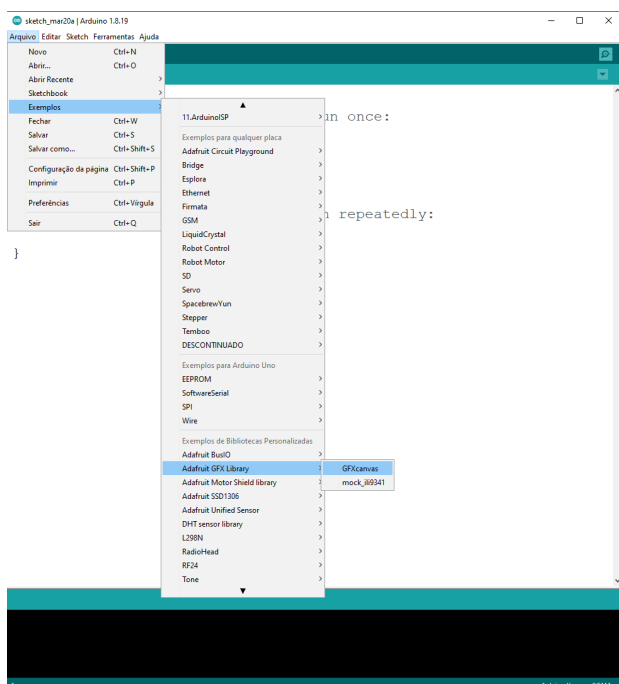 sketch_mar20a | Arduino 1.8.19
Arquivo Editar Sketch Ferramentas Ajuda
Novo Ctrl+N
Abrir... Ctrl+O
Abrir Recente
Sketchbook
Exemplos
Fechar Ctrl+W
Salvar Ctrl+S
Salvar como... Ctrl+Shift+S
Configuração da página Ctrl+Shift+P
Imprimir Ctrl+P
Preferências Ctrl+Vírgula
Sair Ctrl+Q
11.ArduinoISP
Exemplos para qualquer placa
Adafruit Circuit Playground
Bridge
Esplora
Ethernet
Firmata
GSM
LiquidCrystal
Robot Control
Robot Motor
SD
Servo
SpacebrewYun
Stepper
Temboo
DESCONTINUADO
Exemplos para Arduino Uno
EEPROM
SoftwareSerial
SPI
Wire
Exemplos de Bibliotecas Personalizadas
Adafruit BusIO
Adafruit GFX Library
Adafruit Motor Shield library
Adafruit SSD1306
Adafruit Unified Sensor
DHT sensor library
L298N
RadioHead
RF24
Tone
GFXcanvas
mock_ili9341
once:
repeatedly:
}